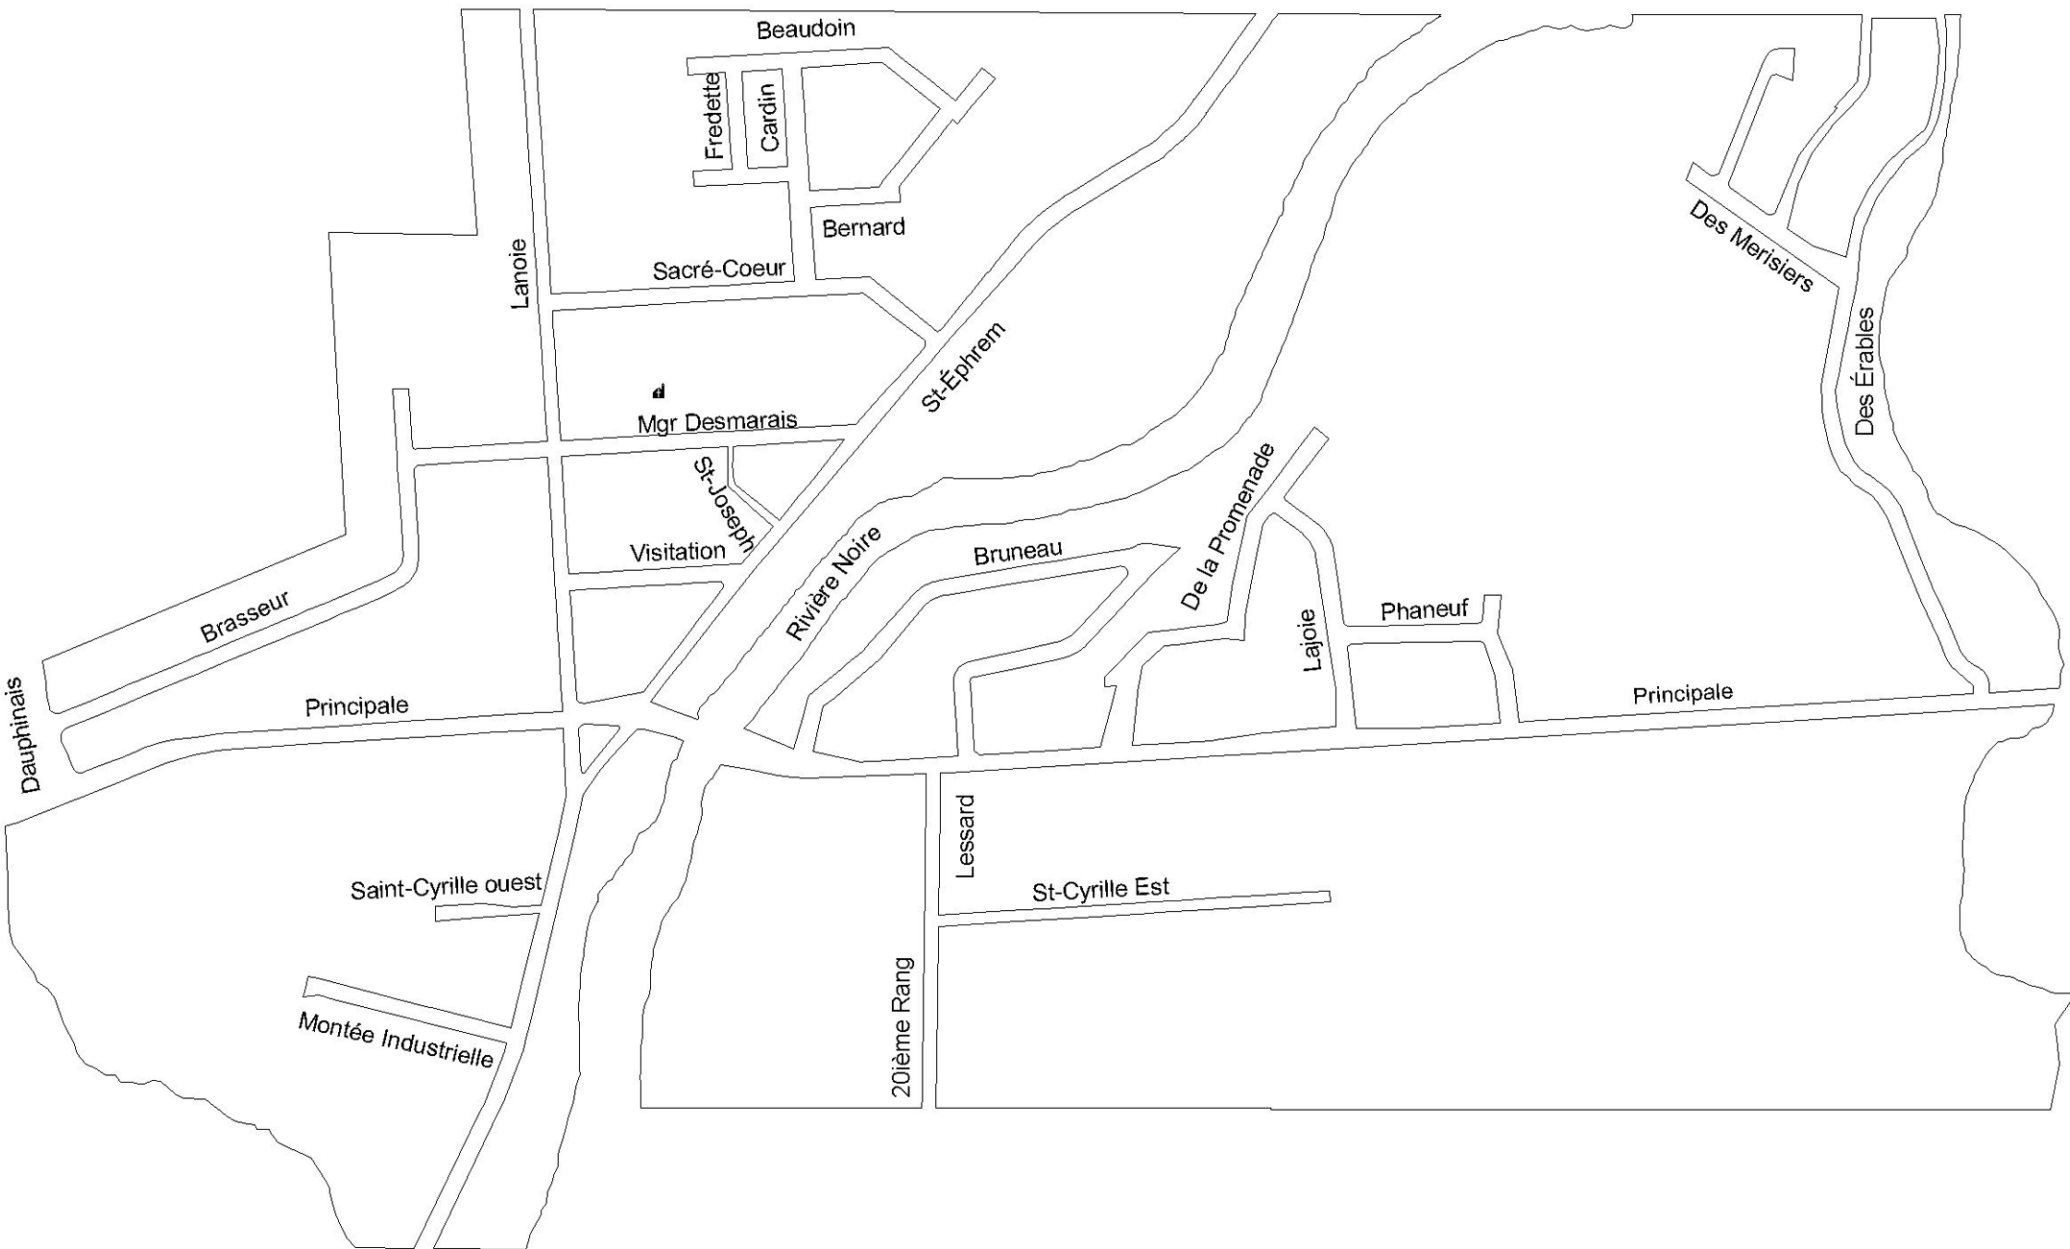 Beaudoin
Fredette
Cardin
Bernard
Sacré-Coeur
Lanoie
St-Éphrem
Mgr Desmarais
St-Joseph
Visitation
Rivière Noire
Bruneau
De la Promenade
Lajoie
Phaneuf
Des Merisiers
Des Érables
Brasseur
Dauphinais
Principale
Principale
Lessard
Saint-Cyrille ouest
St-Cyrille Est
20ième Rang
Montée Industrielle